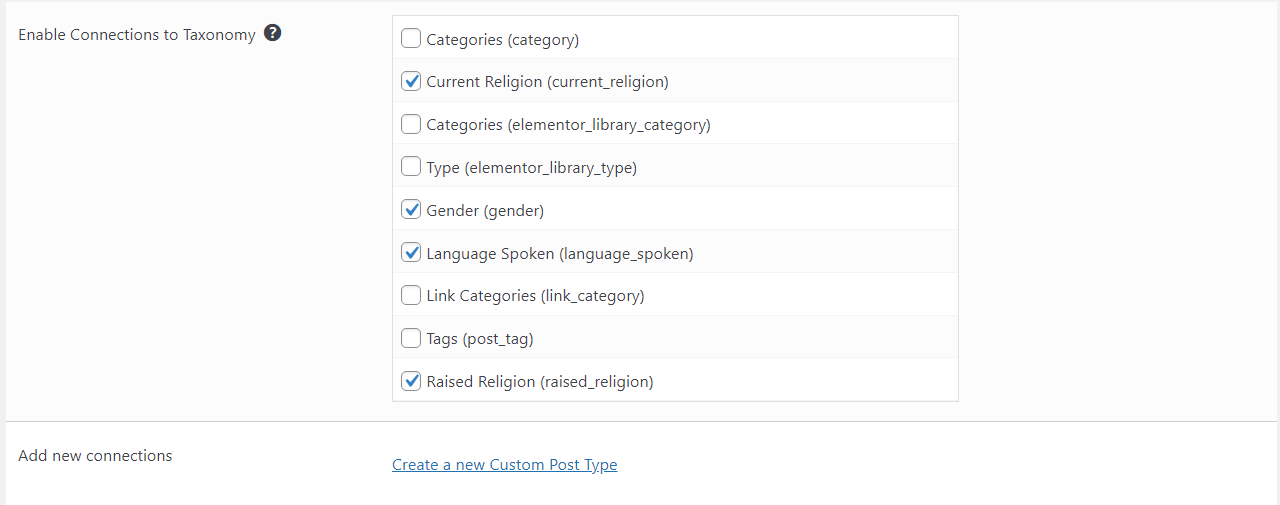 Enable Connections to Taxonomy ?
Categories (category)
Current Religion (current_religion)
Categories (elementor_library_category)
Type (elementor_library_type)
Gender (gender)
Language Spoken (language_spoken)
Link Categories (link_category)
Tags (post_tag)
Raised Religion (raised_religion)
Add new connections
Create a new Custom Post Type